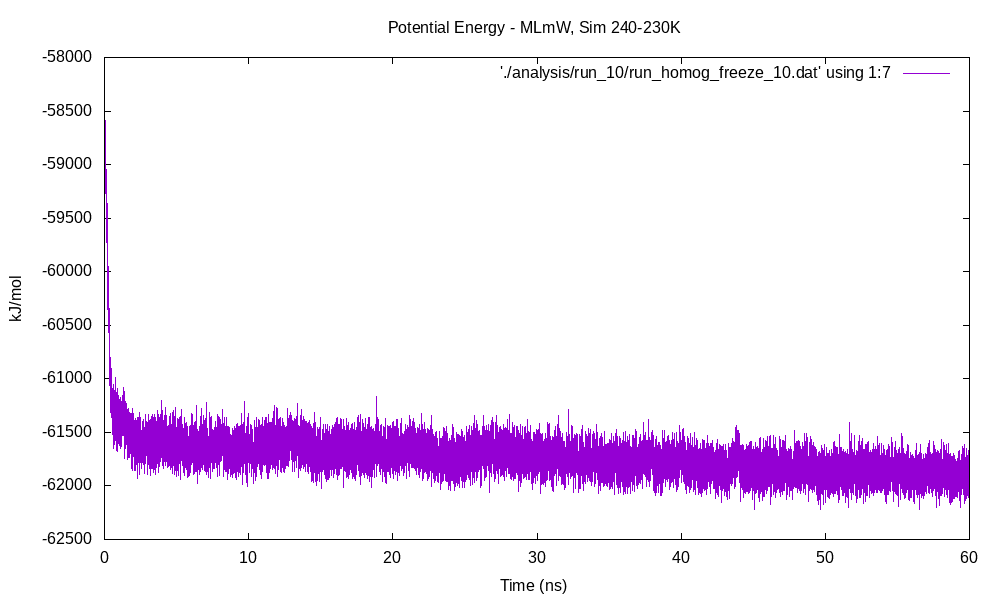 Potential Energy - MLmW, Sim 240-230K
'./analysis/run_10/run_homog_freeze_10.dat' using 1:7
-58000
-58500
-59000
-59500
-60000
-60500
-61000
-61500
-62000
-62500
kJ/mol
0 10 20 30 40 50 60
Time (ns)